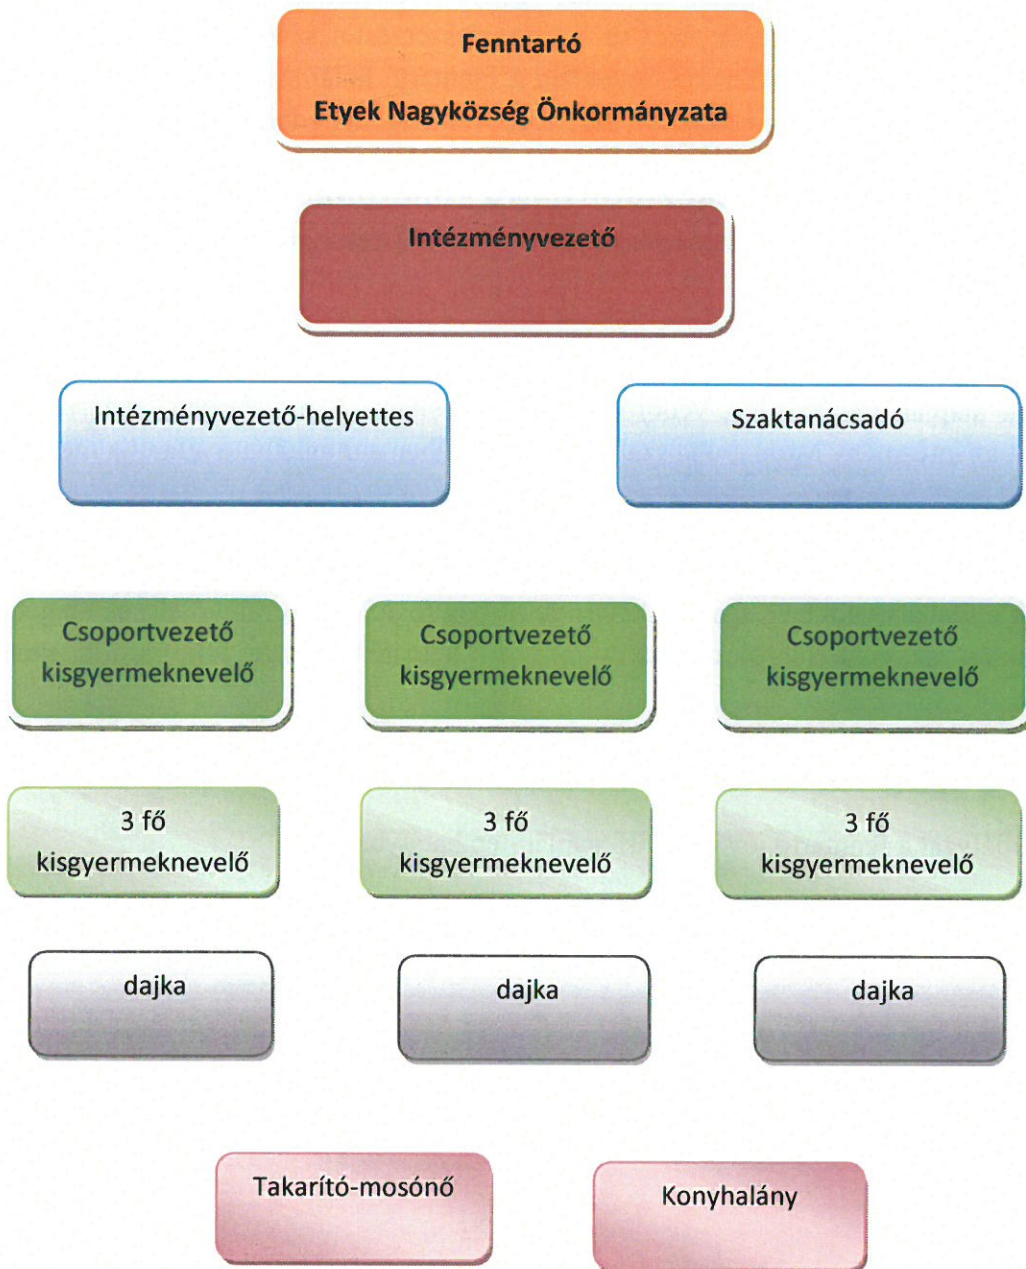 Fenntartó
Etyek Nagyközség Önkormányzata
Intézményvezető
Intézményvezető-helyettes
Szaktanácsadó
Csoportvezető
kisgyermeknevelő
Csoportvezető
kisgyermeknevelő
Csoportvezető
kisgyermeknevelő
3 fő
kisgyermeknevelő
3 fő
kisgyermeknevelő
3 fő
kisgyermeknevelő
dajka
dajka
dajka
Takarító-mosónő
Konyhalány